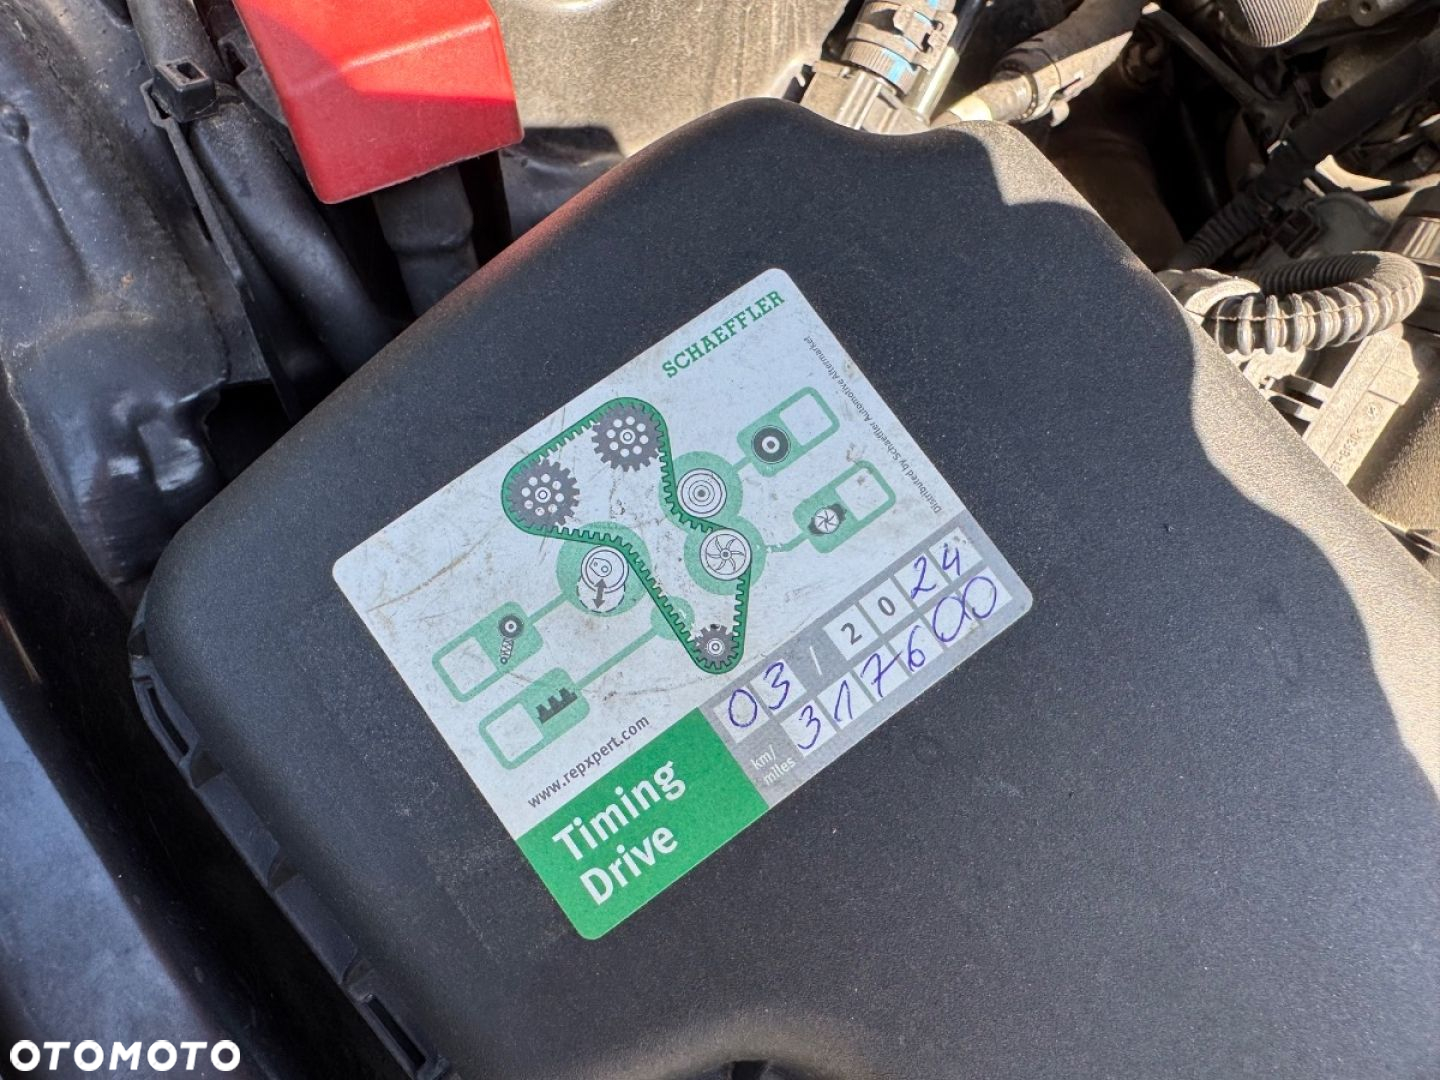 SCHAEFFLER
Distributed by Schaeffler Automotive Aftermarket
03 / 2024
km/
miles
317600
www.repxpert.com
Timing
Drive
OTOMOTO